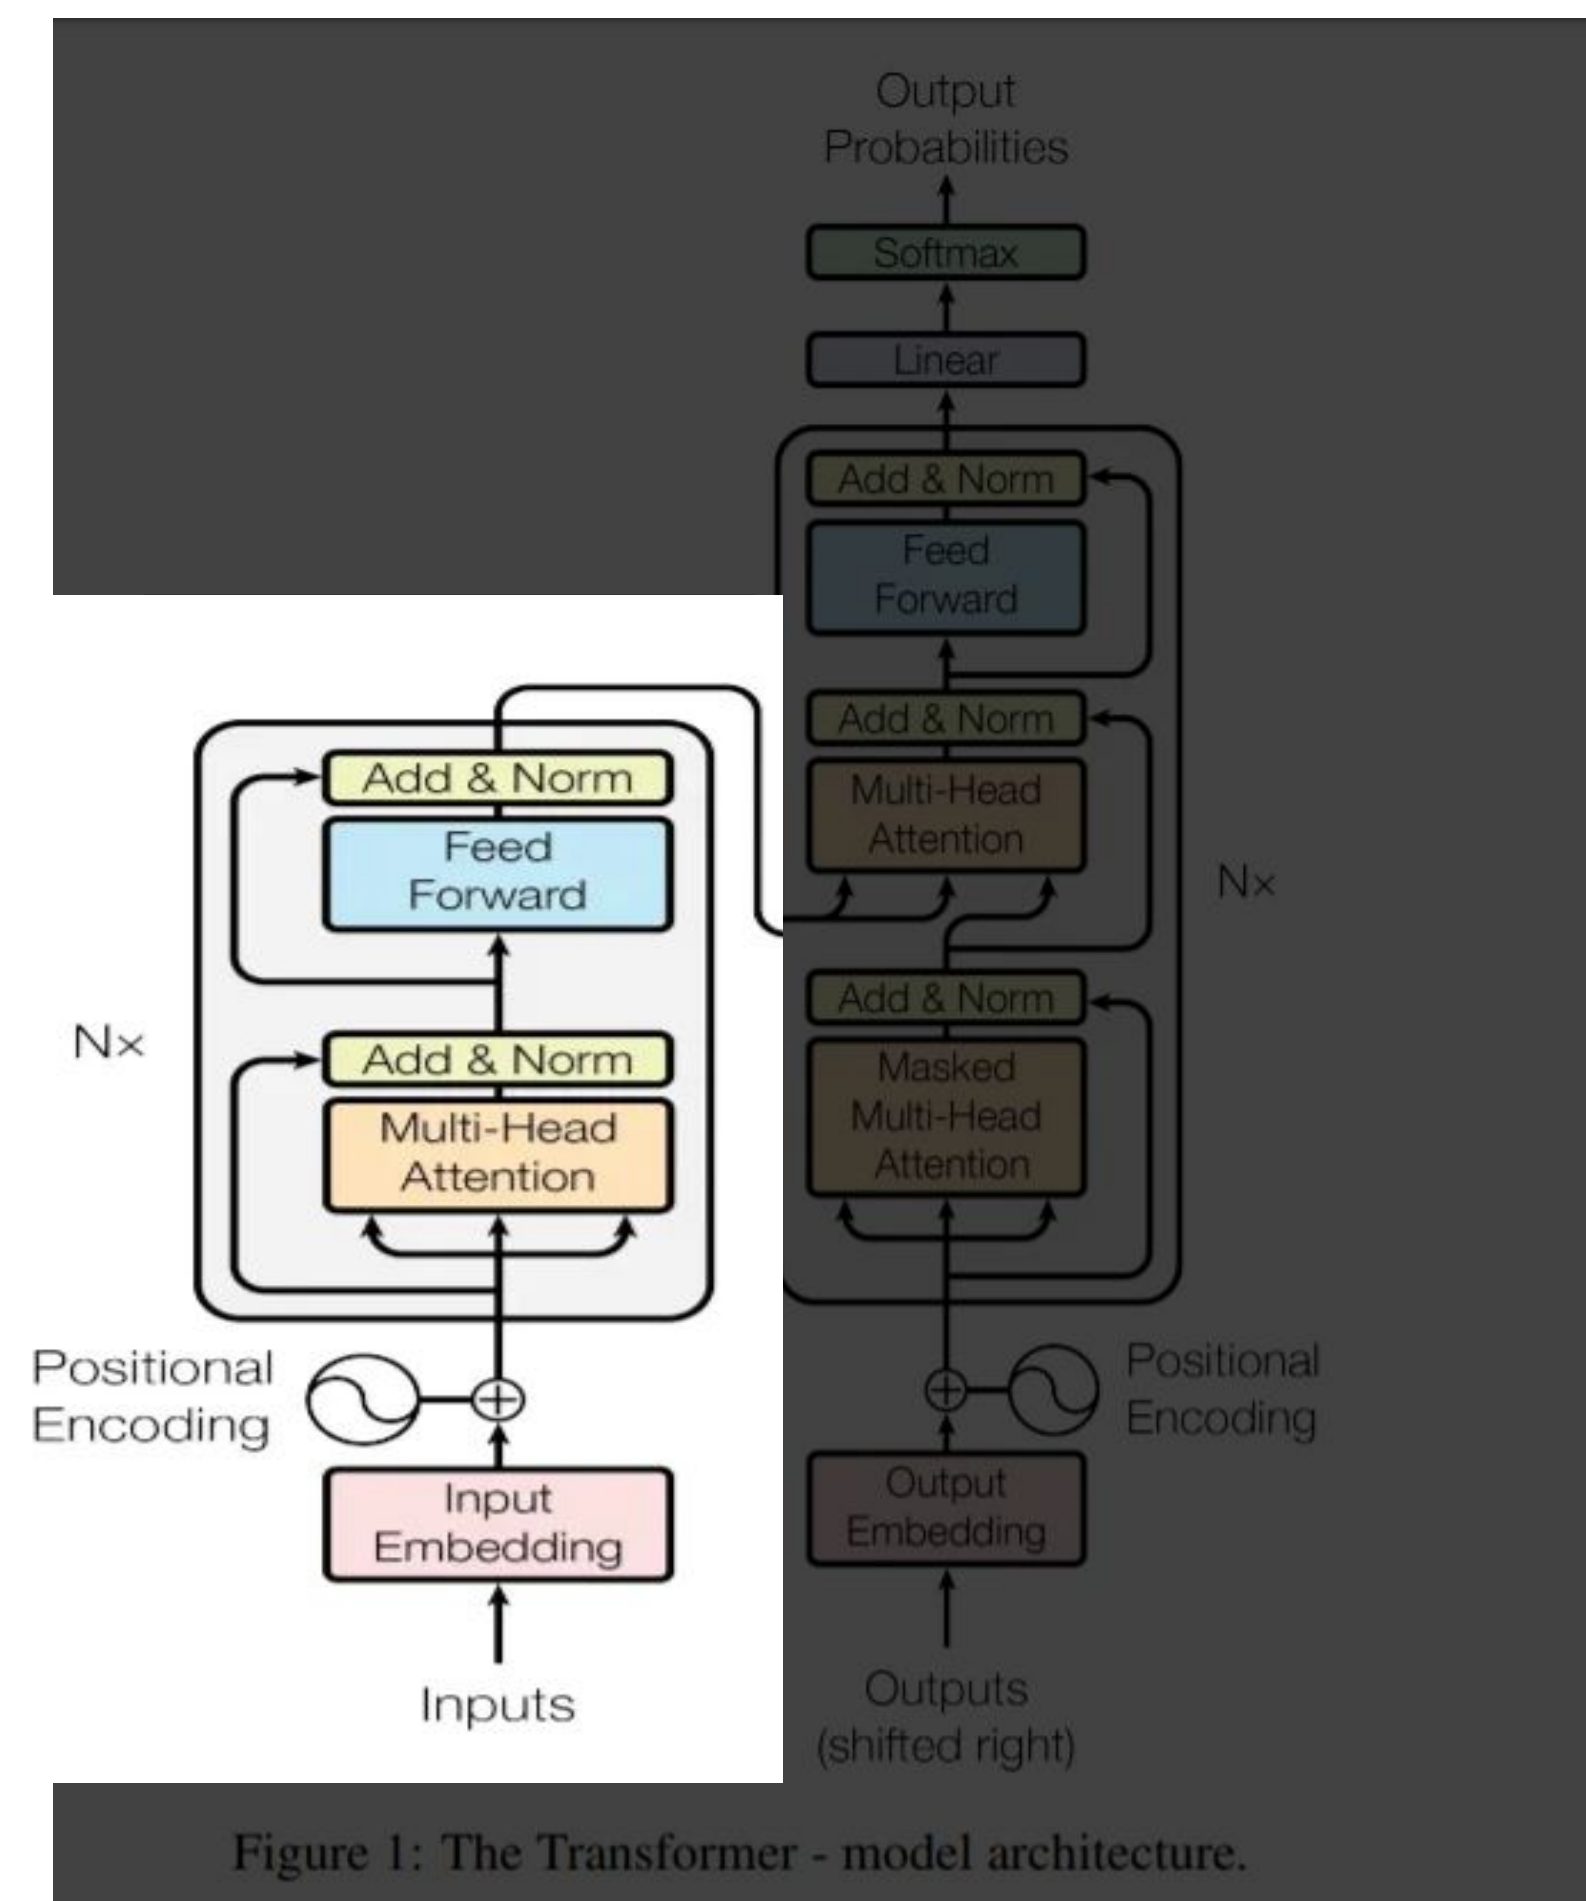 Output
Probabilities
Softmax
Linear
Add & Norm
Feed
Forward
Add & Norm
Multi-Head
Attention
Nx
Add & Norm
Masked
Multi-Head
Attention
Positional
Encoding
Output
Embedding
Outputs
(shifted right)
Add & Norm
Feed
Forward
Nx
Add & Norm
Multi-Head
Attention
Positional
Encoding
Input
Embedding
Inputs
Figure 1: The Transformer - model architecture.